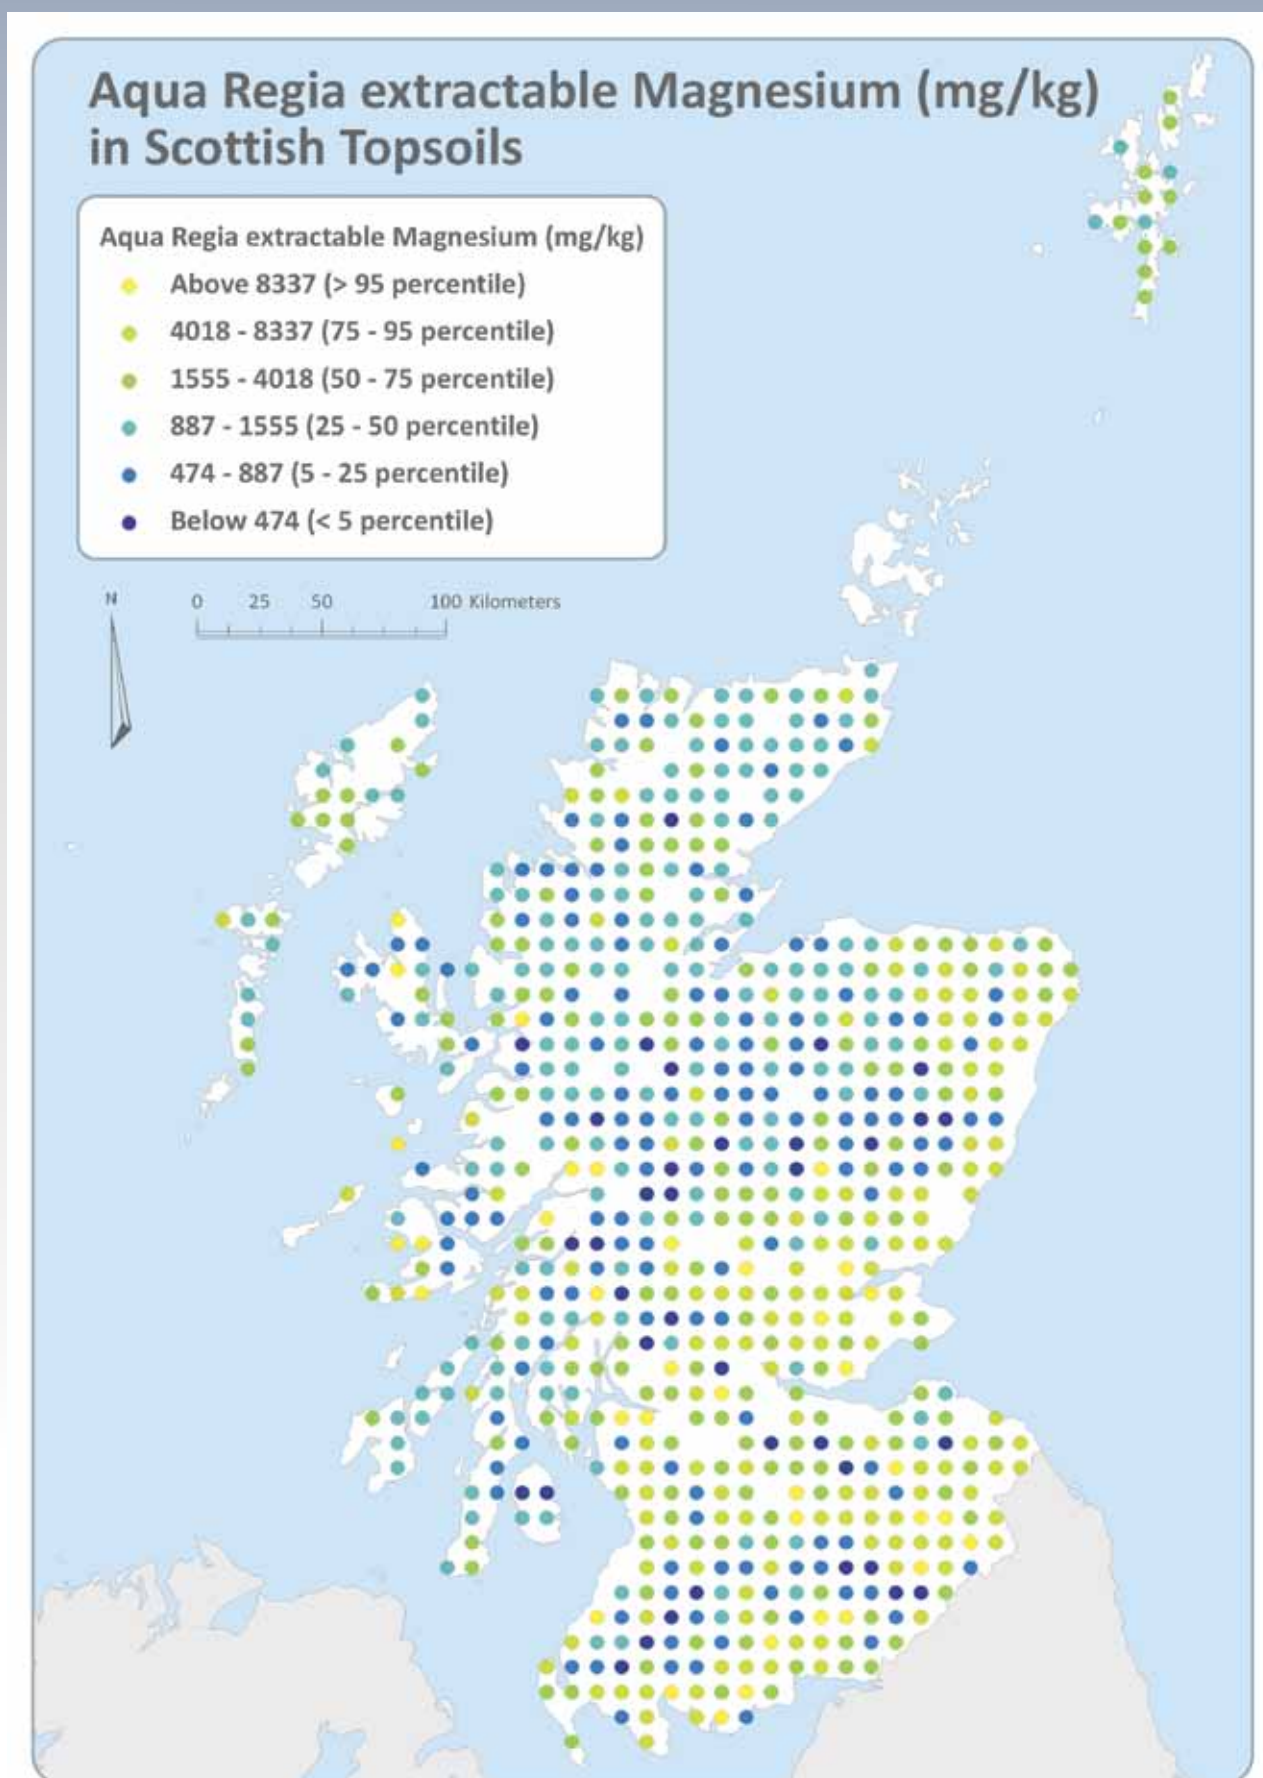 Aqua Regia extractable Magnesium (mg/kg)
in Scottish Topsoils
Aqua Regia extractable Magnesium (mg/kg)
Above 8337 (> 95 percentile)
4018 - 8337 (75 - 95 percentile)
1555 - 4018 (50 - 75 percentile)
887 - 1555 (25 - 50 percentile)
474 - 887 (5 - 25 percentile)
Below 474 (< 5 percentile)
N
0 25 50 100 Kilometers